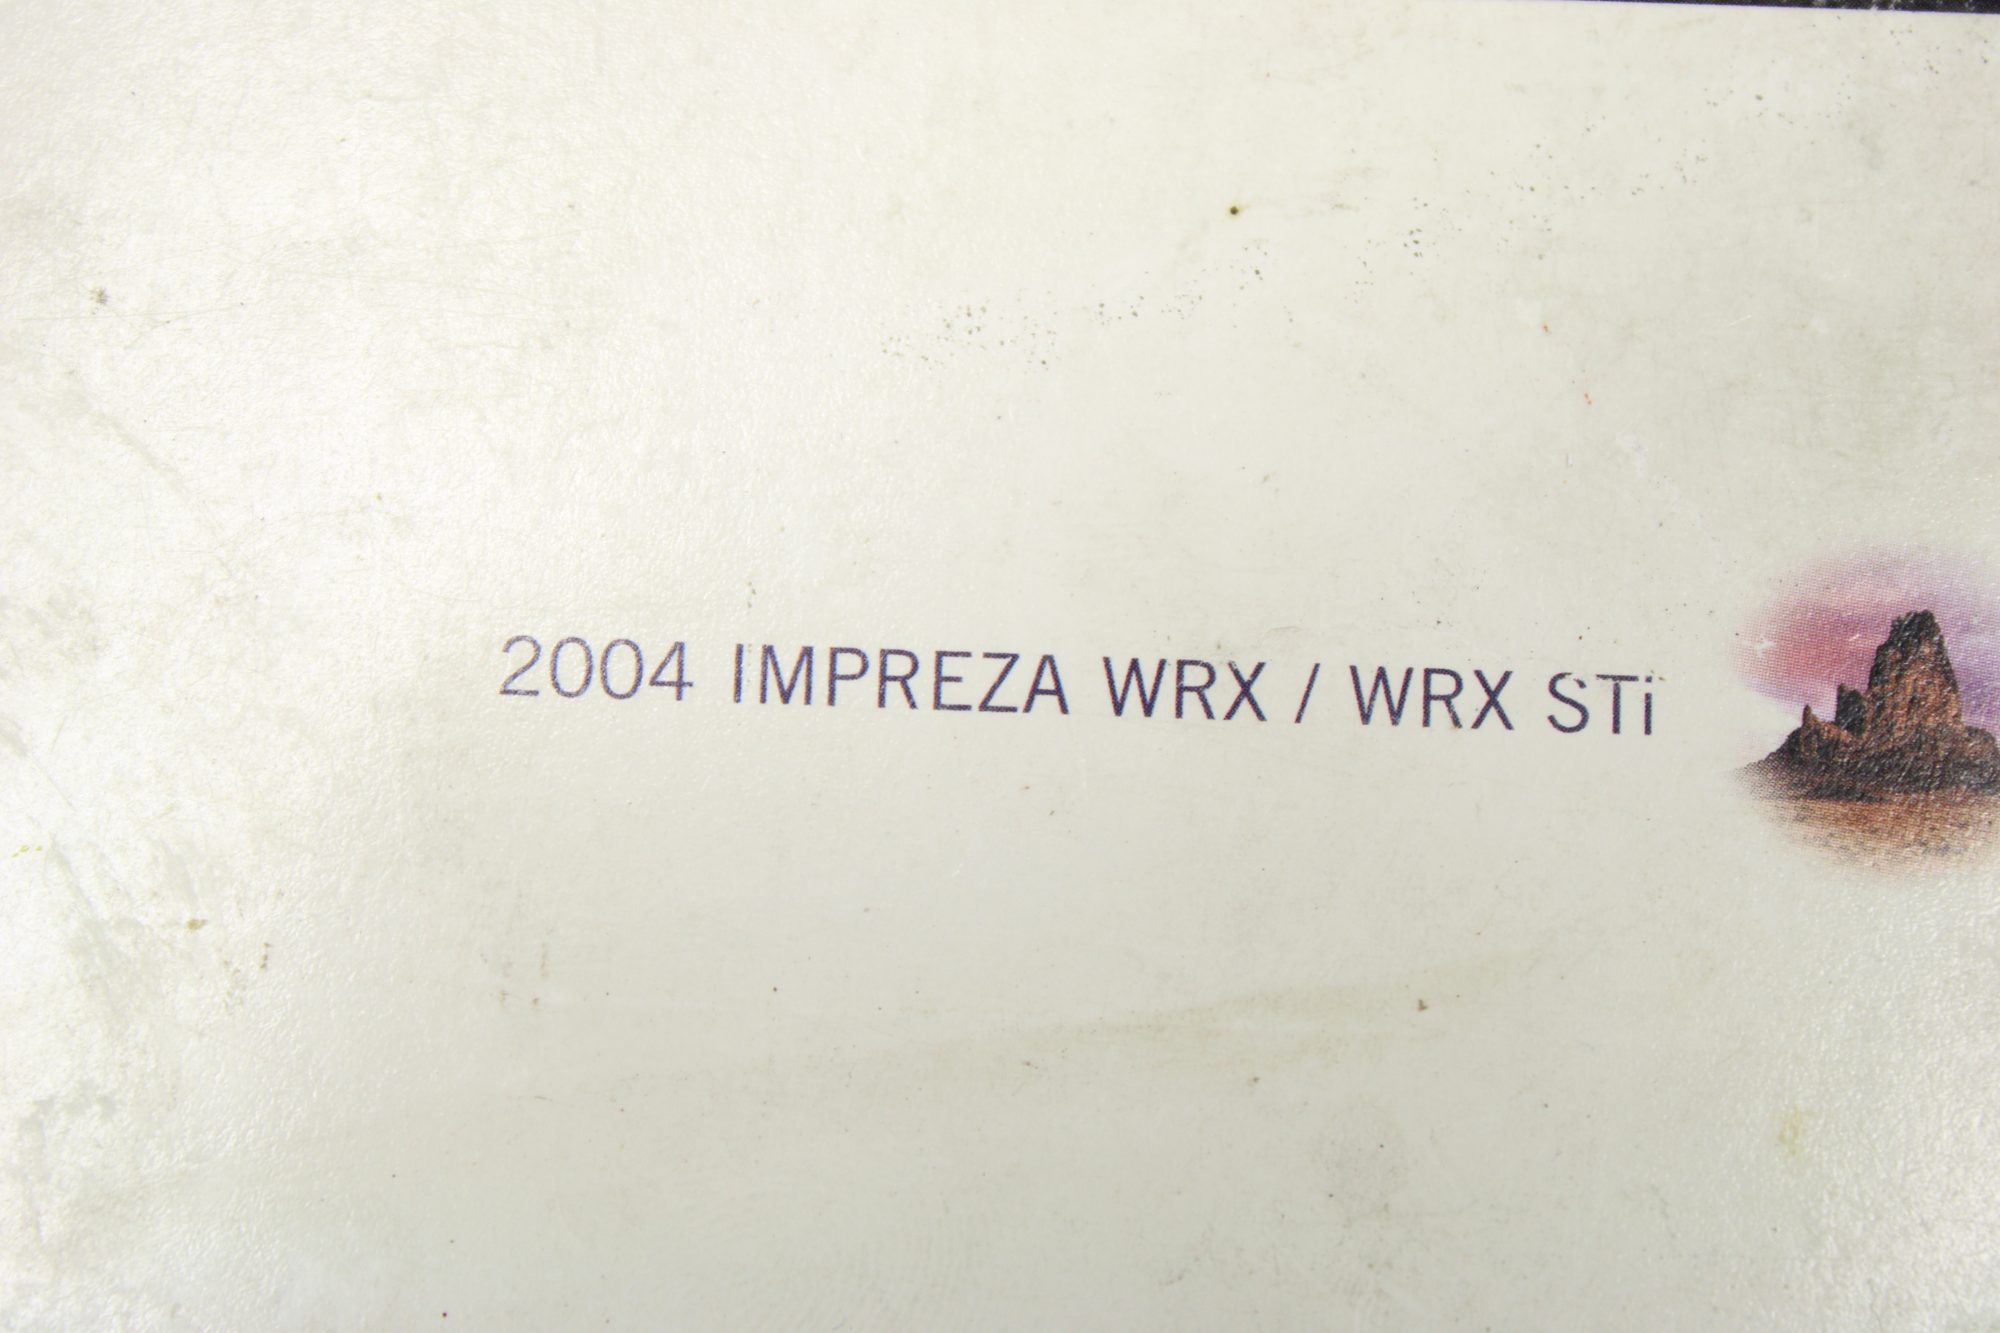 2004 IMPREZA WRX / WRX STi